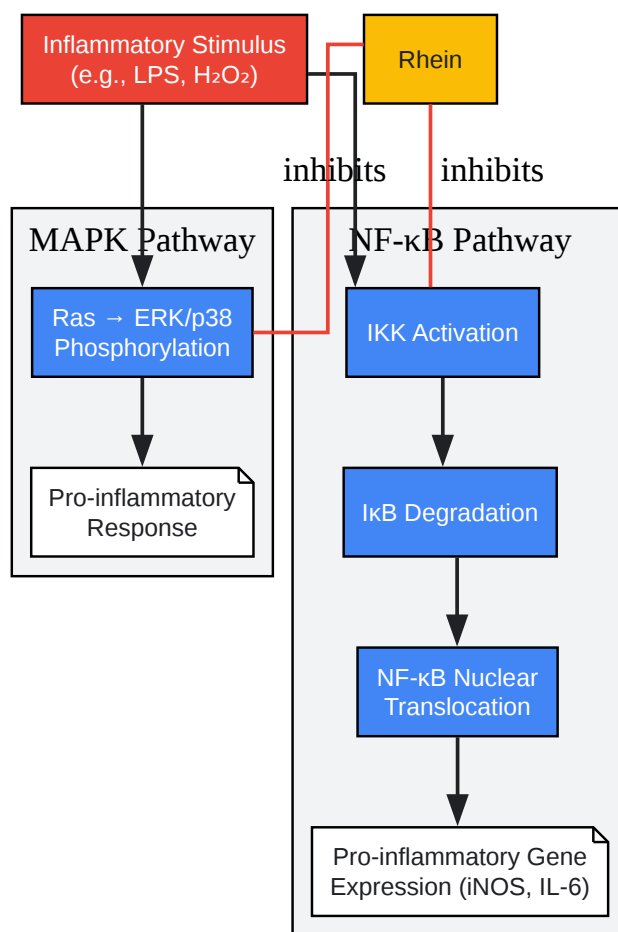 Inflammatory Stimulus
(e.g., LPS, H₂O₂)
Rhein
inhibits
inhibits
MAPK Pathway
NF-κB Pathway
Ras → ERK/p38
Phosphorylation
IKK Activation
Pro-inflammatory
Response
IκB Degradation
NF-κB Nuclear
Translocation
Pro-inflammatory Gene
Expression (iNOS, IL-6)